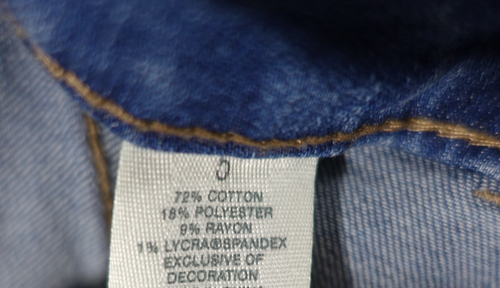 0
72% COTTON
18% POLYESTER
9% RAYON
1% LYCRA®SPANDEX
EXCLUSIVE OF
DECORATION